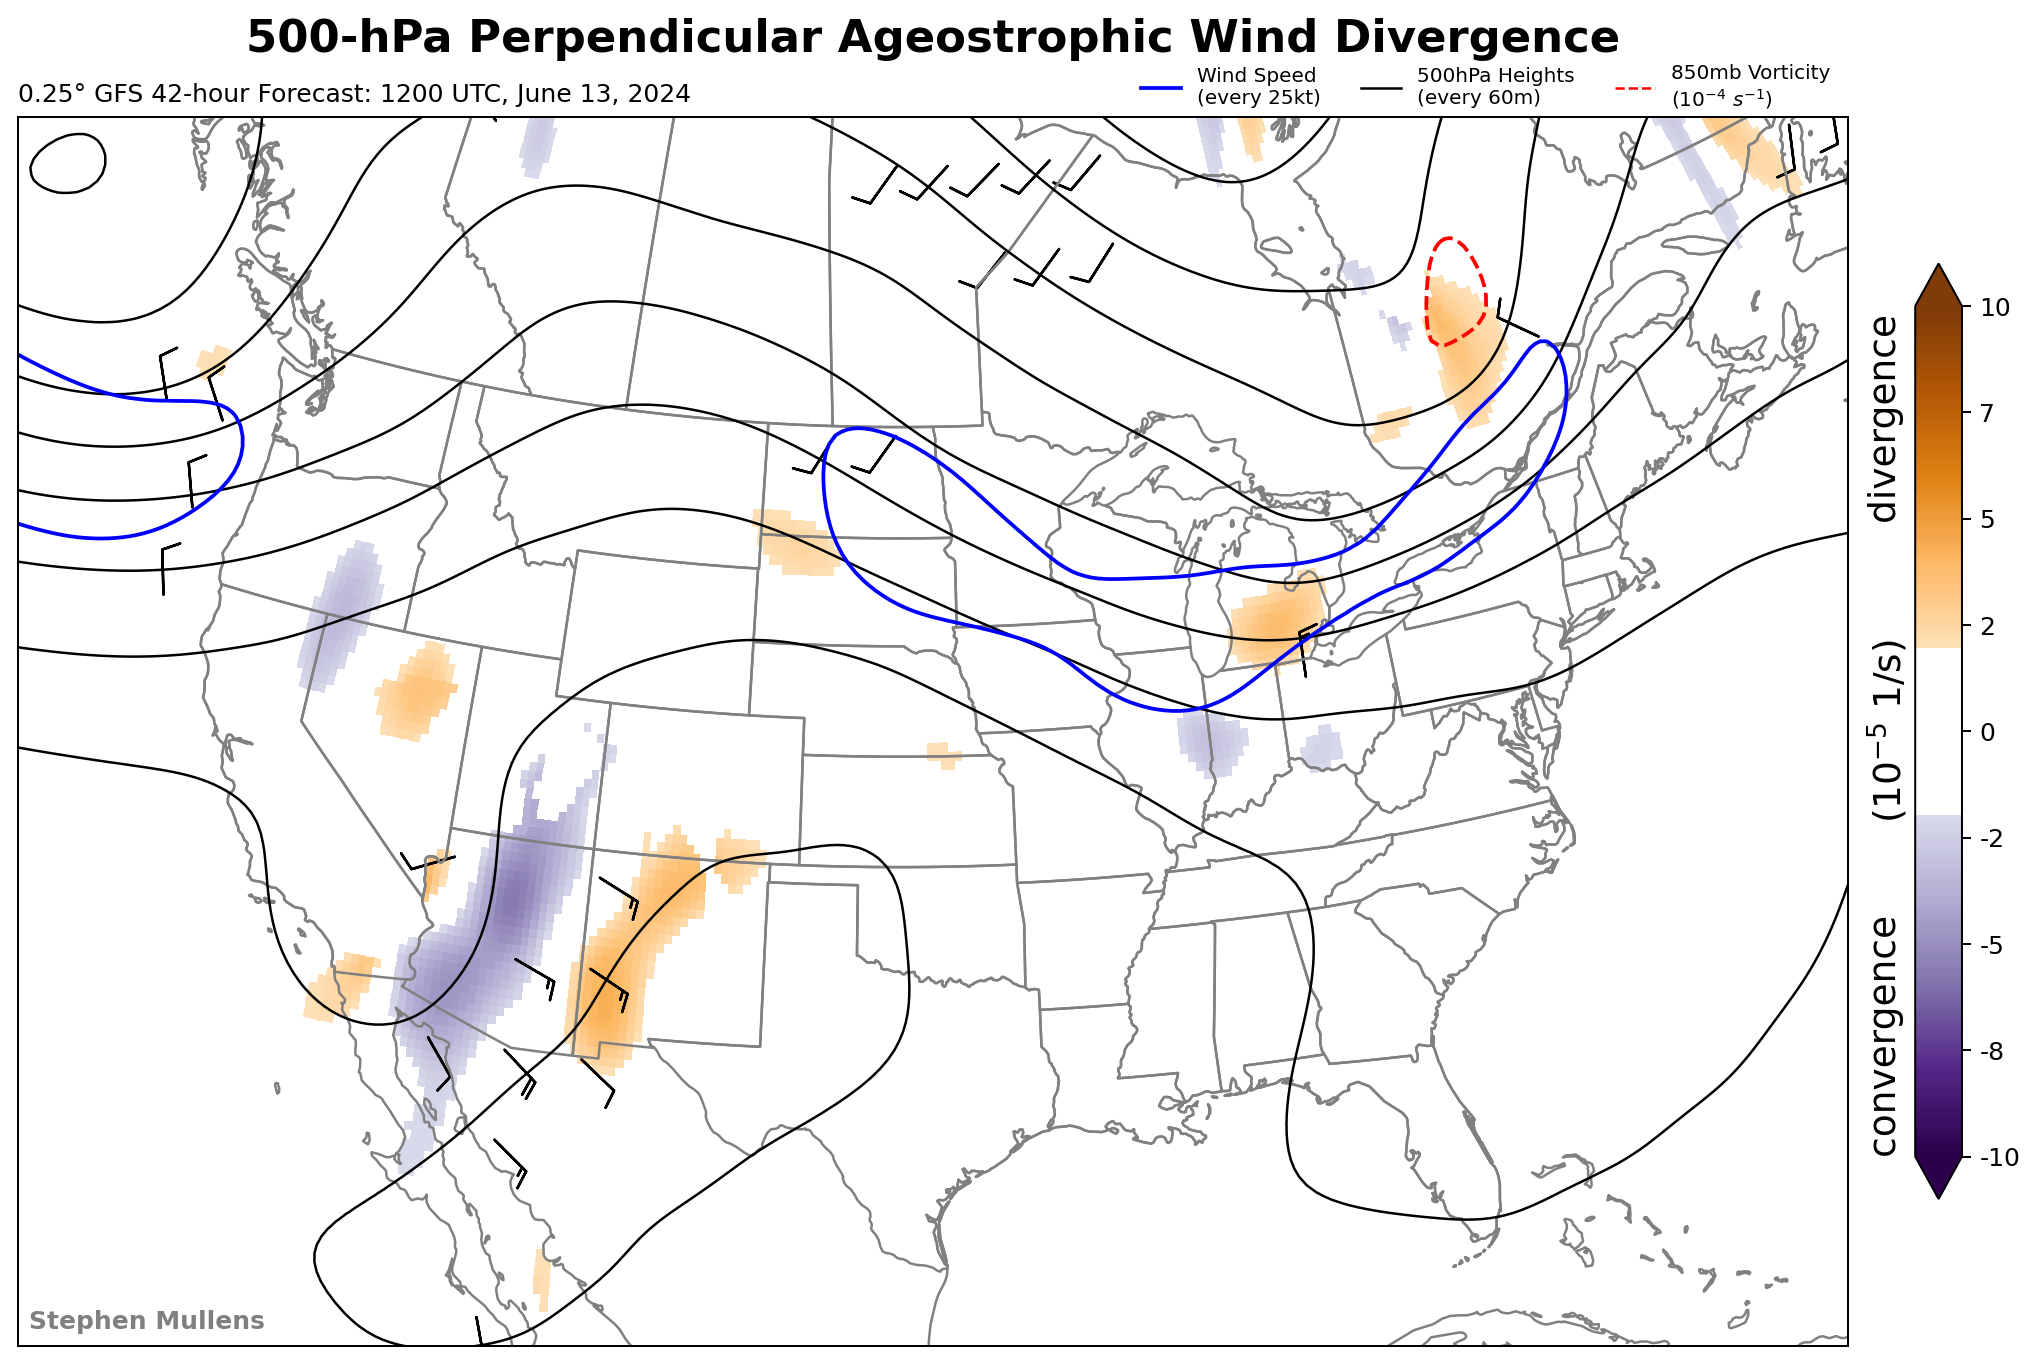 500-hPa Perpendicular Ageostrophic Wind Divergence
0.25° GFS 42-hour Forecast: 1200 UTC, June 13, 2024
Wind Speed
(every 25kt)
500hPa Heights
(every 60m)
850mb Vorticity
(10⁻⁴ s⁻¹)
10
7
5
2
0
-2
-5
-8
-10
convergence (10⁻⁵ 1/s) divergence
Stephen Mullens